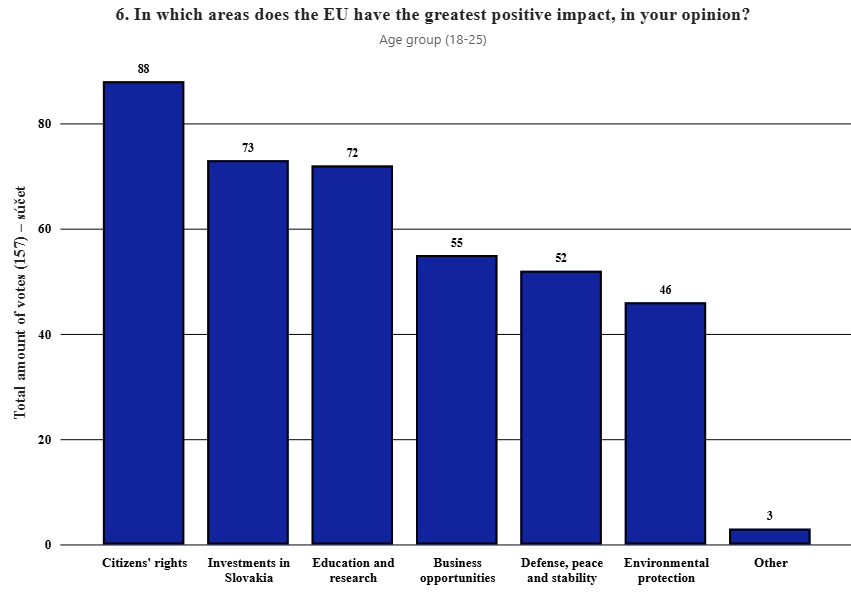 6. In which areas does the EU have the greatest positive impact, in your opinion?
Age group (18-25)
Total amount of votes (157) – súčet
80
60
40
20
0
88
73
72
55
52
46
3
Citizens' rights
Investments in
Slovakia
Education and
research
Business
opportunities
Defense, peace
and stability
Environmental
protection
Other